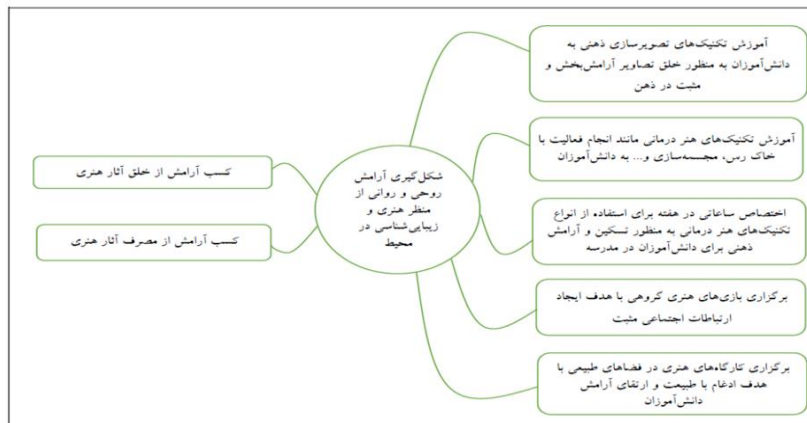 آموزش تکنیک‌های تصویرسازی ذهنی به
دانش‌آموزان به منظور خلق تصاویر آرامش‌بخش و
مثبت در ذهن
آموزش تکنیک‌های هنر درمانی مانند انجام فعالیت با
خاک رس، مجسمه‌سازی و... به دانش‌آموزان
اختصاص ساعاتی در هفته برای استفاده از انواع
تکنیک‌های هنر درمانی به منظور تسکین و آرامش
ذهنی برای دانش‌آموزان در مدرسه
برگزاری بازی‌های هنری گروهی با هدف ایجاد
ارتباطات اجتماعی مثبت
برگزاری کارگاه‌های هنری در فضاهای طبیعی با
هدف ادغام با طبیعت و ارتقای آرامش
دانش‌آموزان
شکل‌گیری آرامش
روحی و روانی از
منظر هنری و
زیبایی‌شناسی در
محیط
کسب آرامش از خلق آثار هنری
کسب آرامش از مصرف آثار هنری